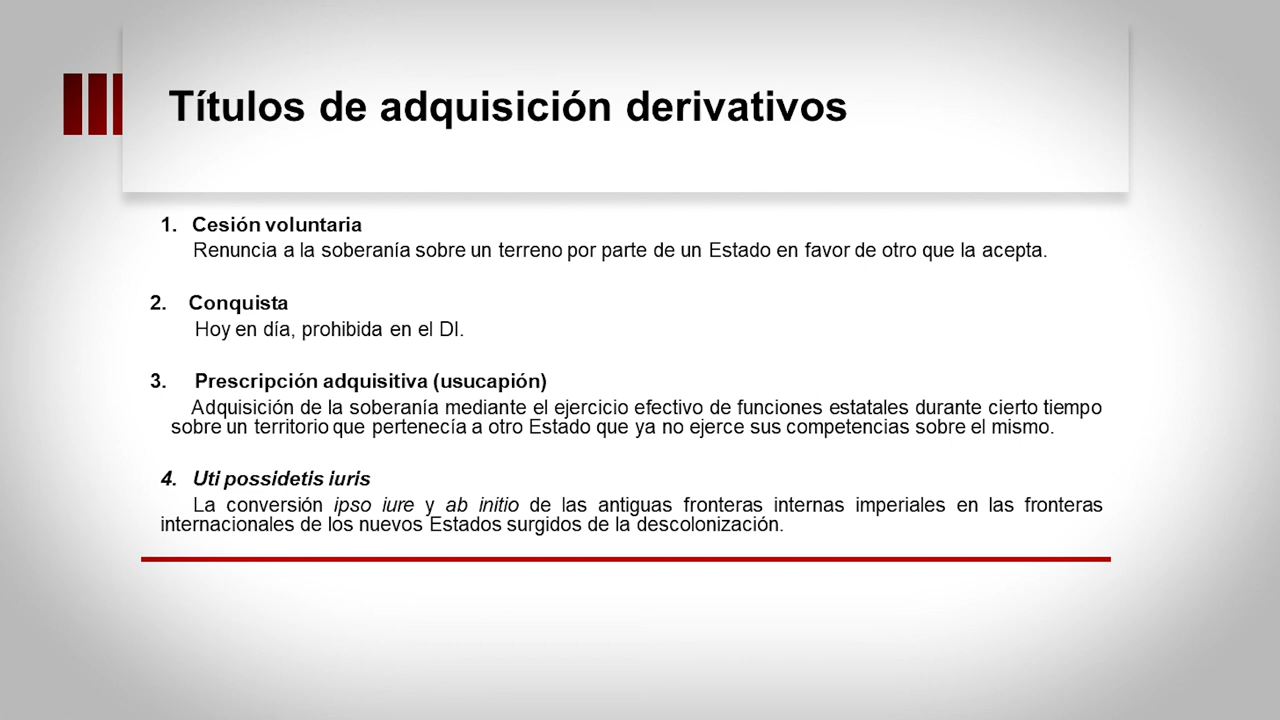 Títulos de adquisición derivativos
1. Cesión voluntaria
Renuncia a la soberanía sobre un terreno por parte de un Estado en favor de otro que la acepta.
2. Conquista
Hoy en día, prohibida en el DI.
3. Prescripción adquisitiva (usucapión)
Adquisición de la soberanía mediante el ejercicio efectivo de funciones estatales durante cierto tiempo
sobre un territorio que pertenecía a otro Estado que ya no ejerce sus competencias sobre el mismo.
4. Uti possidetis iuris
La conversión ipso iure y ab initio de las antiguas fronteras internas imperiales en las fronteras
internacionales de los nuevos Estados surgidos de la descolonización.